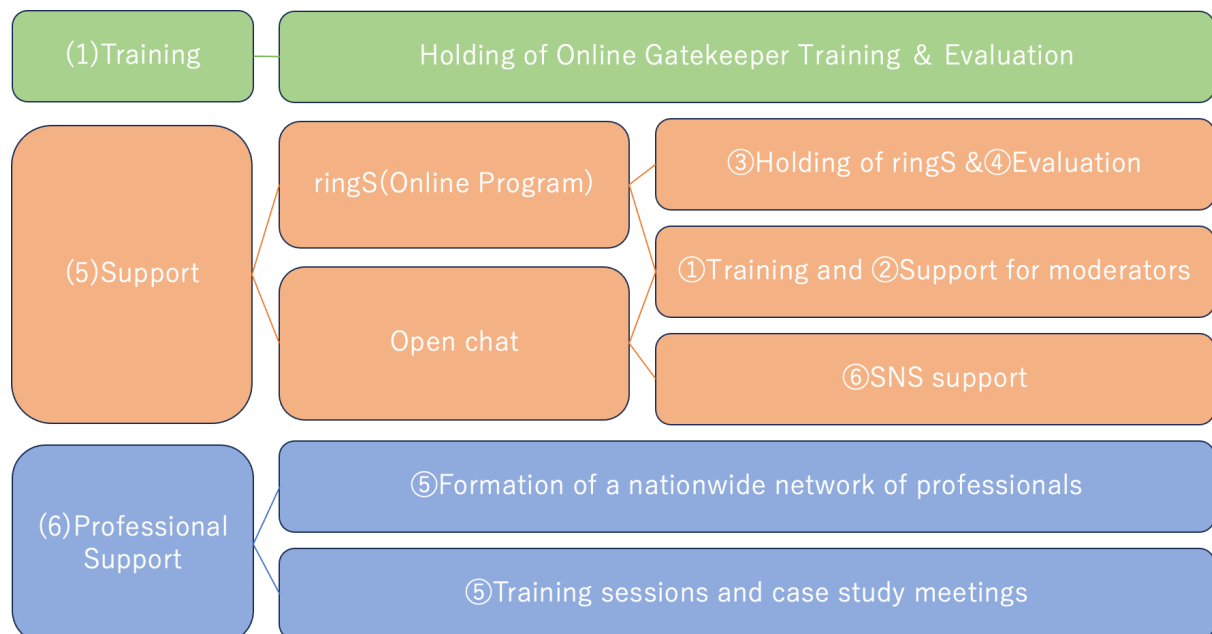 (1)Training
Holding of Online Gatekeeper Training & Evaluation
(5)Support
ringS(Online Program)
Open chat
③Holding of ringS &④Evaluation
①Training and ②Support for moderators
⑥SNS support
(6)Professional
Support
⑤Formation of a nationwide network of professionals
⑤Training sessions and case study meetings